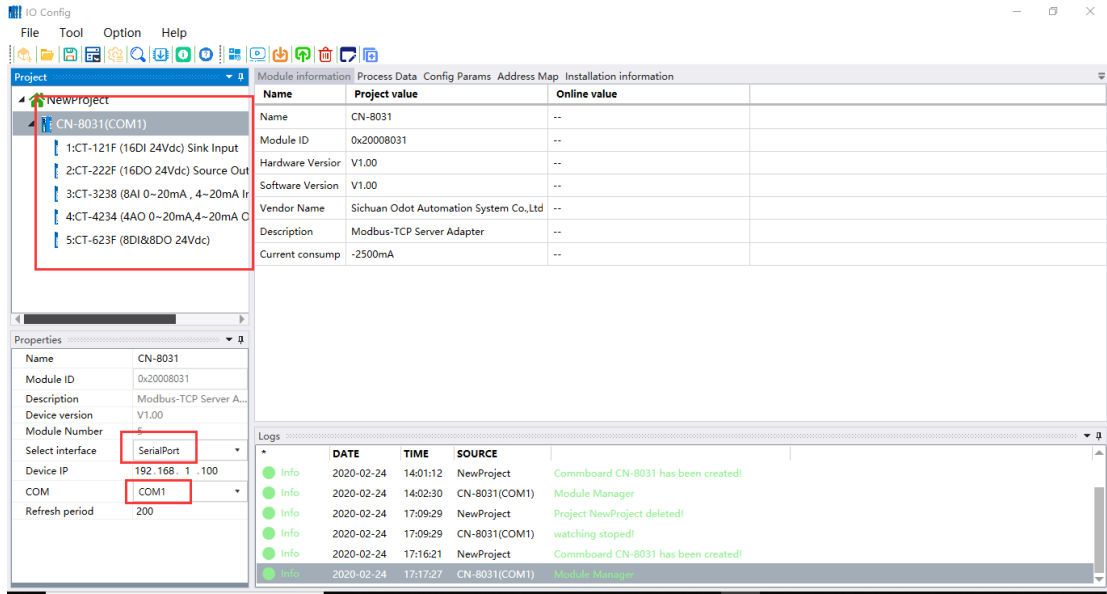 IO Config
File Tool Option Help
Project
NewProject
CN-8031(COM1)
1:CT-121F (16DI 24Vdc) Sink Input
2:CT-222F (16DO 24Vdc) Source Out
3:CT-3238 (8AI 0~20mA , 4~20mA Ir
4:CT-4234 (4AO 0~20mA,4~20mA O
5:CT-623F (8DI&8DO 24Vdc)
Properties
Name CN-8031
Module ID 0x20008031
Description Modbus-TCP Server A...
Device version V1.00
Module Number 5
Select interface SerialPort
Device IP 192.168. 1 .100
COM COM1
Refresh period 200
Module information Process Data Config Params Address Map Installation information
Name Project value Online value
Name CN-8031 --
Module ID 0x20008031 --
Hardware Versior V1.00 --
Software Version V1.00 --
Vendor Name Sichuan Odot Automation System Co.,Ltd --
Description Modbus-TCP Server Adapter --
Current consump -2500mA --
Logs
* DATE TIME SOURCE
Info 2020-02-24 14:01:12 NewProject Commboard CN-8031 has been created!
Info 2020-02-24 14:02:30 CN-8031(COM1) Module Manager
Info 2020-02-24 17:09:29 NewProject Project NewProject deleted!
Info 2020-02-24 17:09:29 CN-8031(COM1) watching stoped!
Info 2020-02-24 17:16:21 NewProject Commboard CN-8031 has been created!
Info 2020-02-24 17:17:27 CN-8031(COM1) Module Manager